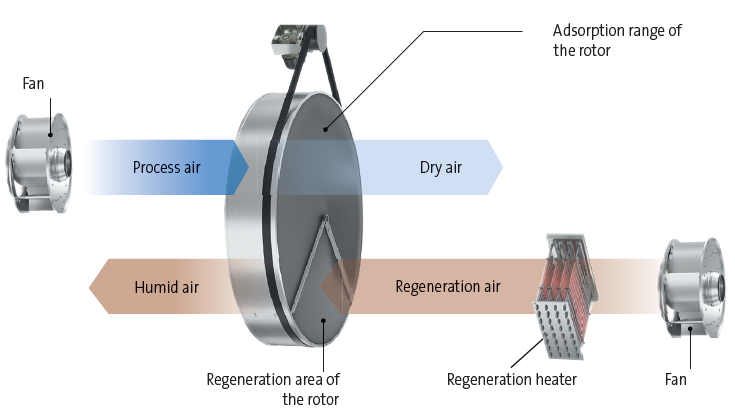 Adsorption range of
the rotor
Fan
Process air
Dry air
Humid air
Regeneration air
Regeneration area of
the rotor
Regeneration heater
Fan